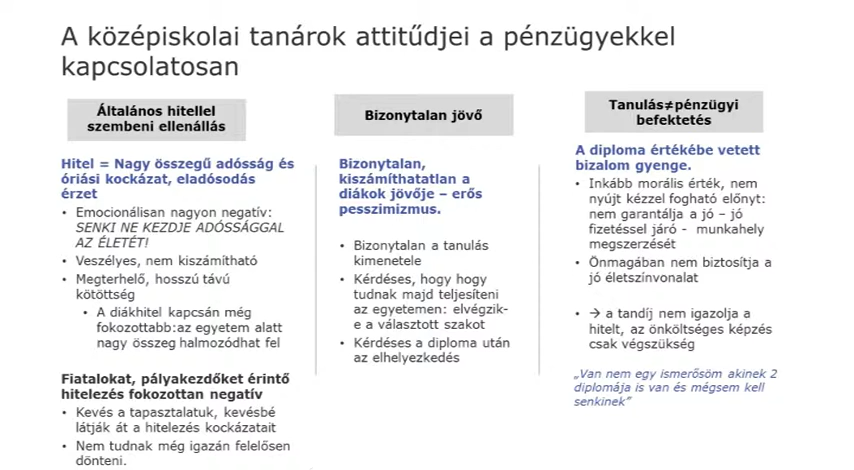 A középiskolai tanárok attitűdjei a pénzügyekkel
kapcsolatosan
Általános hitellel
szembeni ellenállás
Hitel = Nagy összegű adósság és
óriási kockázat, eladósodás
érzet
• Emocionálisan nagyon negatív:
SENKI NE KEZDJE ADÓSSÁGGAL
AZ ÉLETÉT!
• Veszélyes, nem kiszámítható
• Megterhelő, hosszú távú
kötöttség
• A diákhitel kapcsán még
fokozottabb:az egyetem alatt
nagy összeg halmozódhat fel
Fiatalokat, pályakezdőket érintő
hitelezés fokozottan negatív
• Kevés a tapasztalatuk, kevésbé
látják át a hitelezés kockázatait
• Nem tudnak még igazán felelősen
dönteni.
Bizonytalan jövő
Bizonytalan,
kiszámíthatatlan a
diákok jövője – erős
pesszimizmus.
• Bizonytalan a tanulás
kimenetele
• Kérdéses, hogy hogy
tudnak majd teljesíteni
az egyetemen: elvégzik-
e a választott szakot
• Kérdéses a diploma után
az elhelyezkedés
Tanulás≠pénzügyi
befektetés
A diploma értékébe vetett
bizalom gyenge.
• Inkább morális érték, nem
nyújt kézzel fogható előnyt:
nem garantálja a jó – jó
fizetéssel járó - munkahely
megszerzését
• Önmagában nem biztosítja a
jó életszínvonalat
• → a tandíj nem igazolja a
hitelt, az önköltséges képzés
csak végszükség
„Van nem egy ismerősöm akinek 2
diplomája is van és mégsem kell
senkinek”